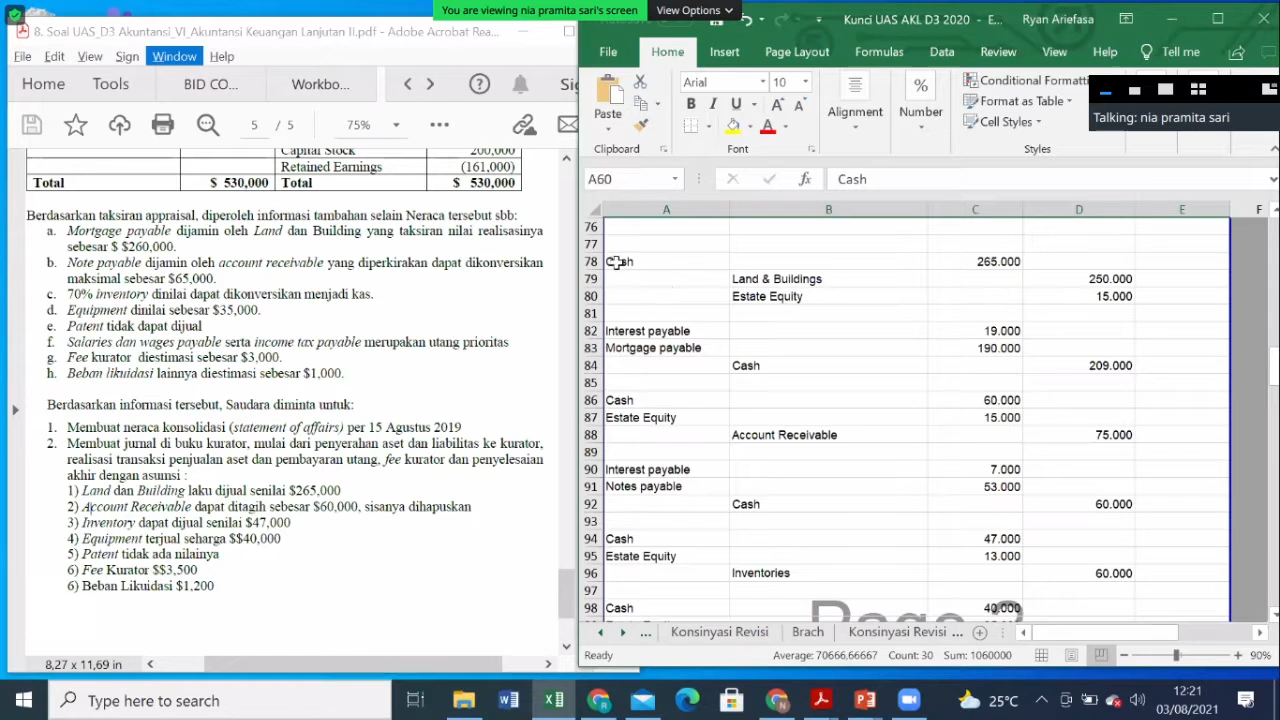 You are viewing nia pramita sari's screen
View Options
8. Soal UAS_D3 Akuntansi_VI_Akuntansi Keuangan Lanjutan II.pdf - Adobe Acrobat Rea...
File Edit View Sign Window Help
Home Tools BID CO... Workbo...
5 / 5 75%
Capital Stock 200,000
Retained Earnings (161,000)
Total $ 530,000 Total $ 530,000
Berdasarkan taksiran appraisal, diperoleh informasi tambahan selain Neraca tersebut sbb:
a. Mortgage payable dijamin oleh Land dan Building yang taksiran nilai realisasinya
sebesar $ $260,000.
b. Note payable dijamin oleh account receivable yang diperkirakan dapat dikonversikan
maksimal sebesar $65,000.
c. 70% inventory dinilai dapat dikonversikan menjadi kas.
d. Equipment dinilai sebesar $35,000.
e. Patent tidak dapat dijual
f. Salaries dan wages payable serta income tax payable merupakan utang prioritas
g. Fee kurator diestimasi sebesar $3,000.
h. Beban likuidasi lainnya diestimasi sebesar $1,000.
Berdasarkan informasi tersebut, Saudara diminta untuk:
1. Membuat neraca konsolidasi (statement of affairs) per 15 Agustus 2019
2. Membuat jurnal di buku kurator, mulai dari penyerahan aset dan liabilitas ke kurator,
realisasi transaksi penjualan aset dan pembayaran utang, fee kurator dan penyelesaian
akhir dengan asumsi :
1) Land dan Building laku dijual senilai $265,000
2) Account Receivable dapat ditagih sebesar $60,000, sisanya dihapuskan
3) Inventory dapat dijual senilai $47,000
4) Equipment terjual seharga $$40,000
5) Patent tidak ada nilainya
6) Fee Kurator $$3,500
6) Beban Likuidasi $1,200
8,27 x 11,69 in
Kunci UAS AKL D3 2020 - E... Ryan Ariefasa
File Home Insert Page Layout Formulas Data Review View Help Tell me
Arial 10
Paste
B I U
Alignment
Number
Conditional Formatti
Format as Table
Cell Styles
Clipboard Font Styles
Talking: nia pramita sari
A60 fx Cash
A B C D E F
76
77
78 Cash 265.000
79 Land & Buildings 250.000
80 Estate Equity 15.000
81
82 Interest payable 19.000
83 Mortgage payable 190.000
84 Cash 209.000
85
86 Cash 60.000
87 Estate Equity 15.000
88 Account Receivable 75.000
89
90 Interest payable 7.000
91 Notes payable 53.000
92 Cash 60.000
93
94 Cash 47.000
95 Estate Equity 13.000
96 Inventories 60.000
97
98 Cash 40.000
... Konsinyasi Revisi Brach Konsinyasi Revisi ...
Ready Average: 70666,66667 Count: 30 Sum: 1060000 90%
Type here to search
25°C
12:21
03/08/2021